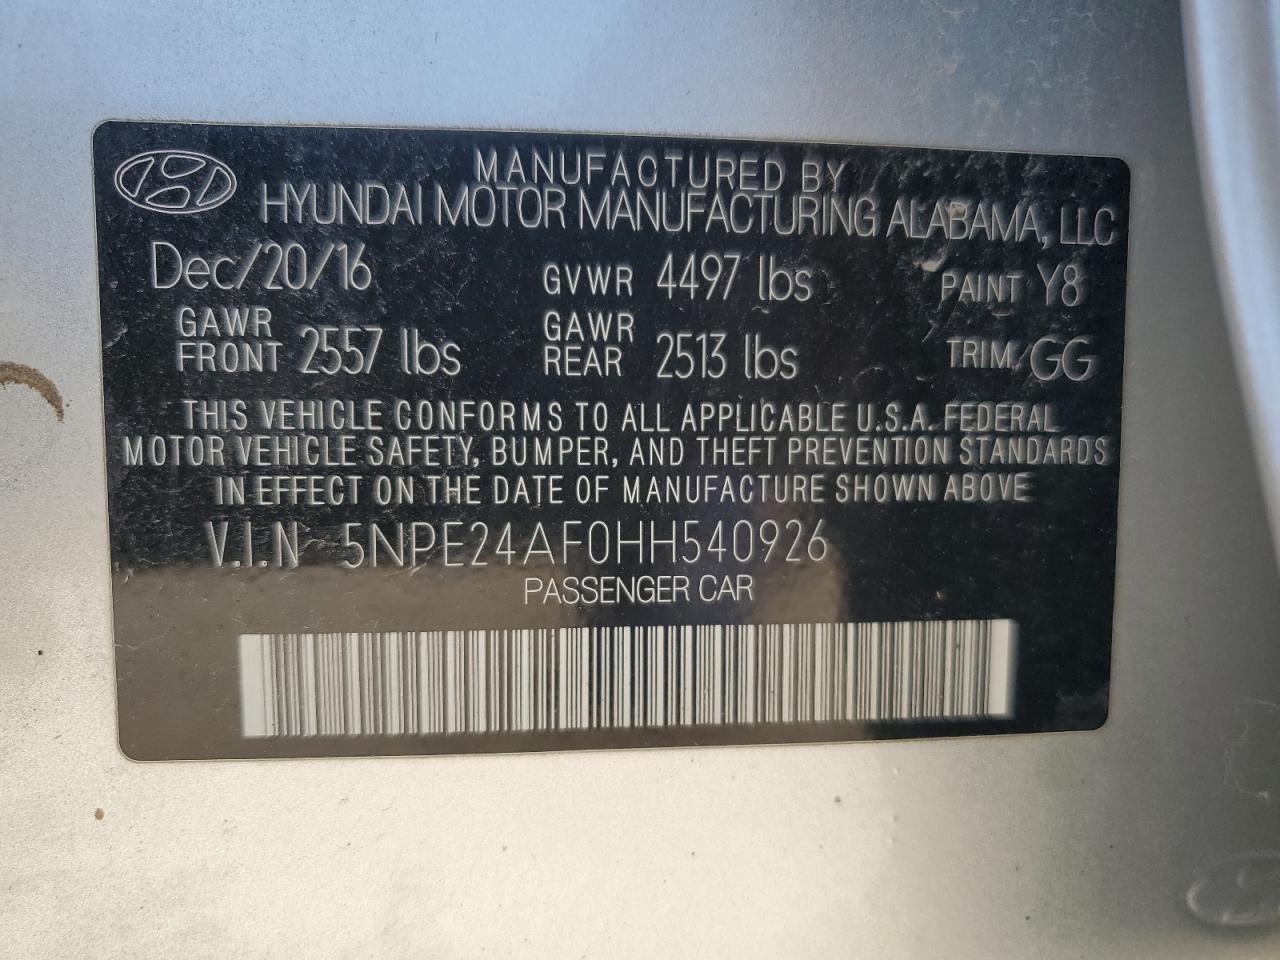 MANUFACTURED BY
HYUNDAI MOTOR MANUFACTURING ALABAMA, LLC
Dec/20/16 GVWR 4497 lbs PAINT Y8
GAWR FRONT 2557 lbs GAWR REAR 2513 lbs TRIM/GG
THIS VEHICLE CONFORMS TO ALL APPLICABLE U.S.A. FEDERAL
MOTOR VEHICLE SAFETY, BUMPER, AND THEFT PREVENTION STANDARDS
IN EFFECT ON THE DATE OF MANUFACTURE SHOWN ABOVE
V.I.N 5NPE24AF0HH540926
PASSENGER CAR